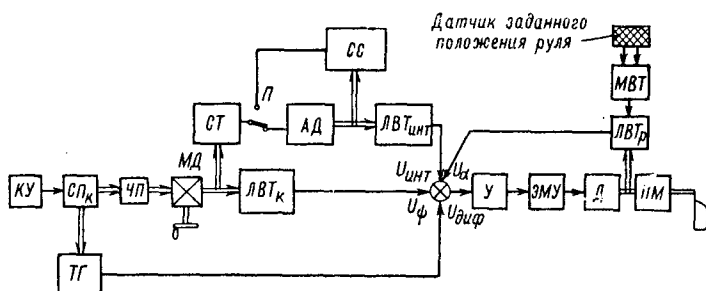 Датчик заданного
положения руля
СС
П
МВТ
СТ
АД
ЛВТинт
ЛВТр
МД
Uинт
Uα
КУ
СПк
ЧП
ЛВТк
У
ЭМУ
Д
ПМ
Uφ
Uдиф
ТГ